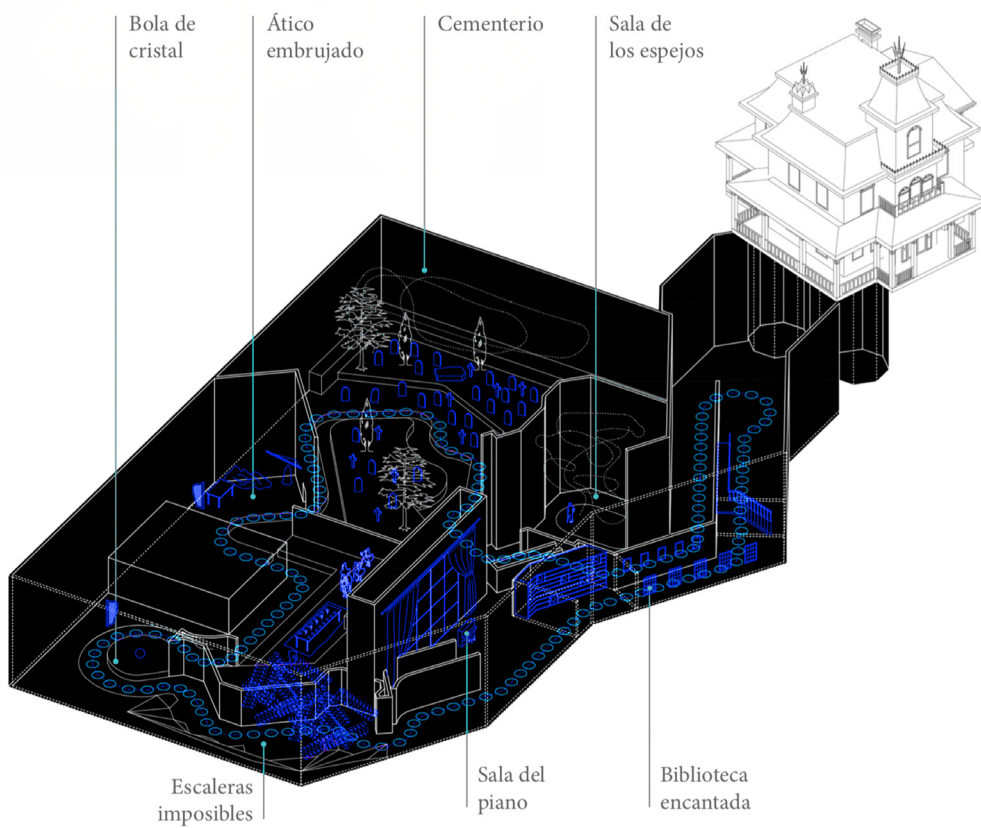 Bola de
cristal
Ático
embrujado
Cementerio
Sala de
los espejos
Escaleras
imposibles
Sala del
piano
Biblioteca
encantada